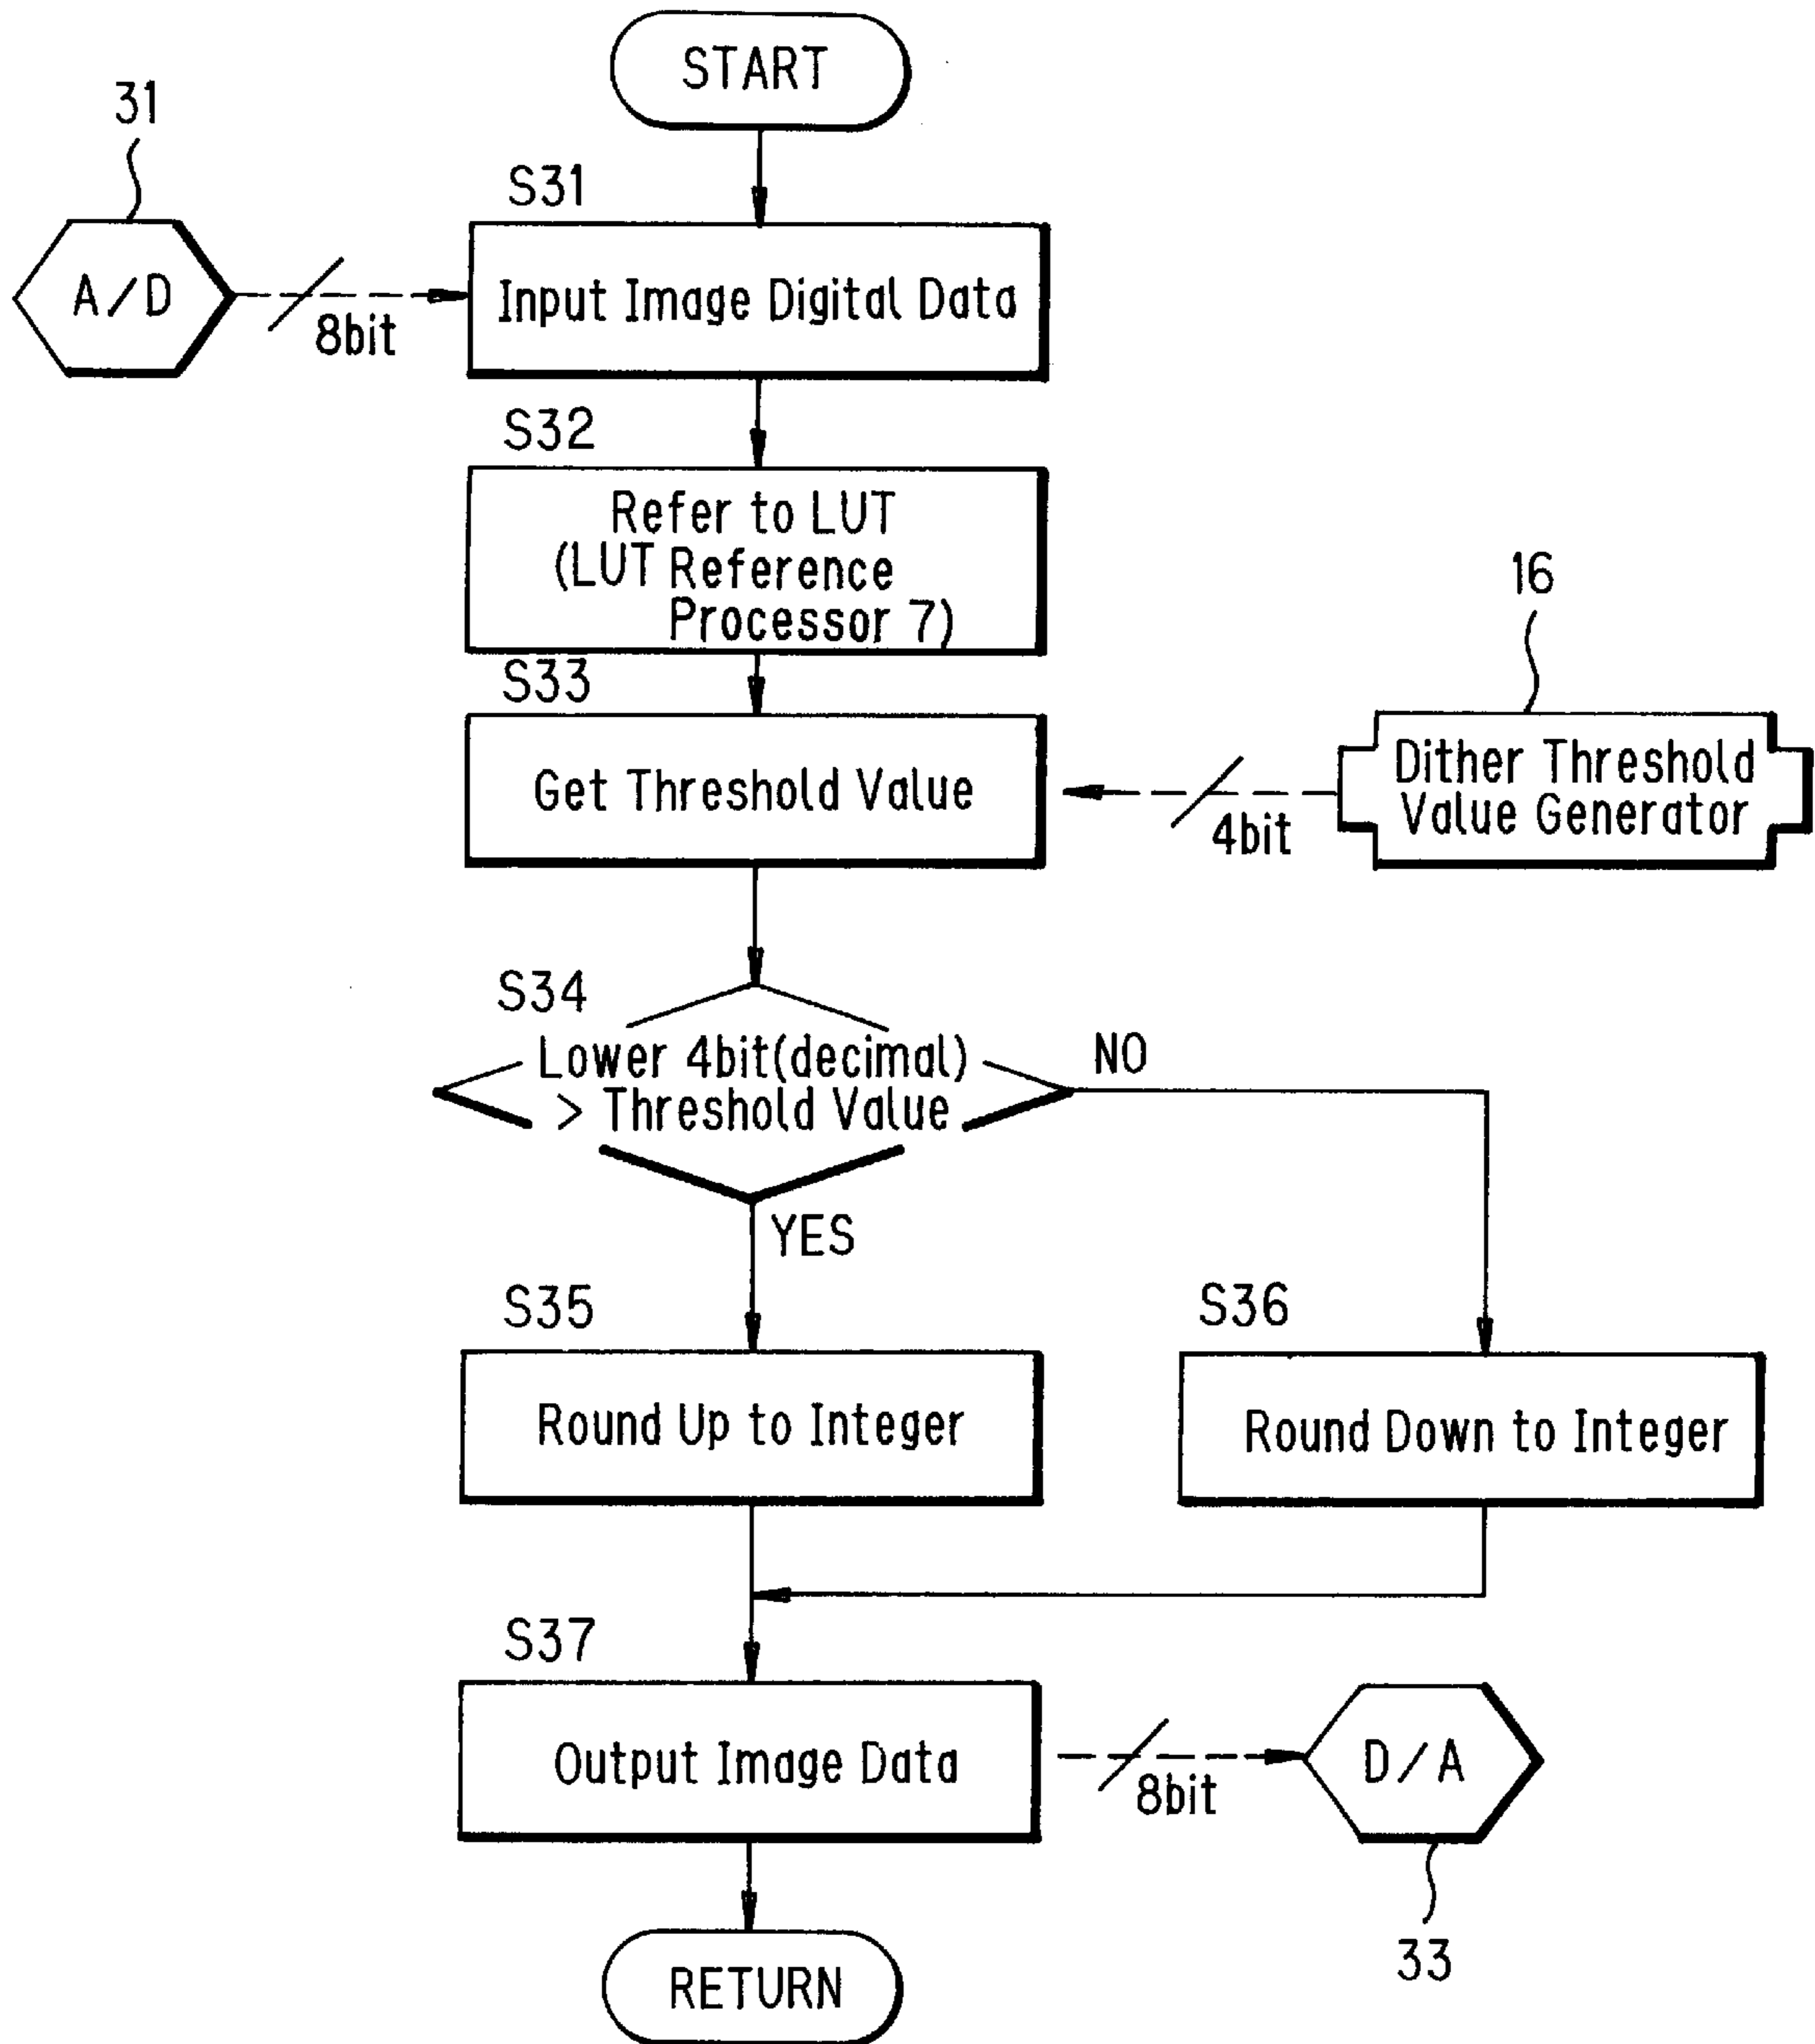 START
31
S31
A/D
8bit
Input Image Digital Data
S32
Refer to LUT
(LUT Reference
Processor 7)
S33
16
Get Threshold Value
4bit
Dither Threshold
Value Generator
S34
Lower 4bit(decimal)
> Threshold Value
NO
YES
S35
S36
Round Up to Integer
Round Down to Integer
S37
Output Image Data
8bit
D/A
33
RETURN